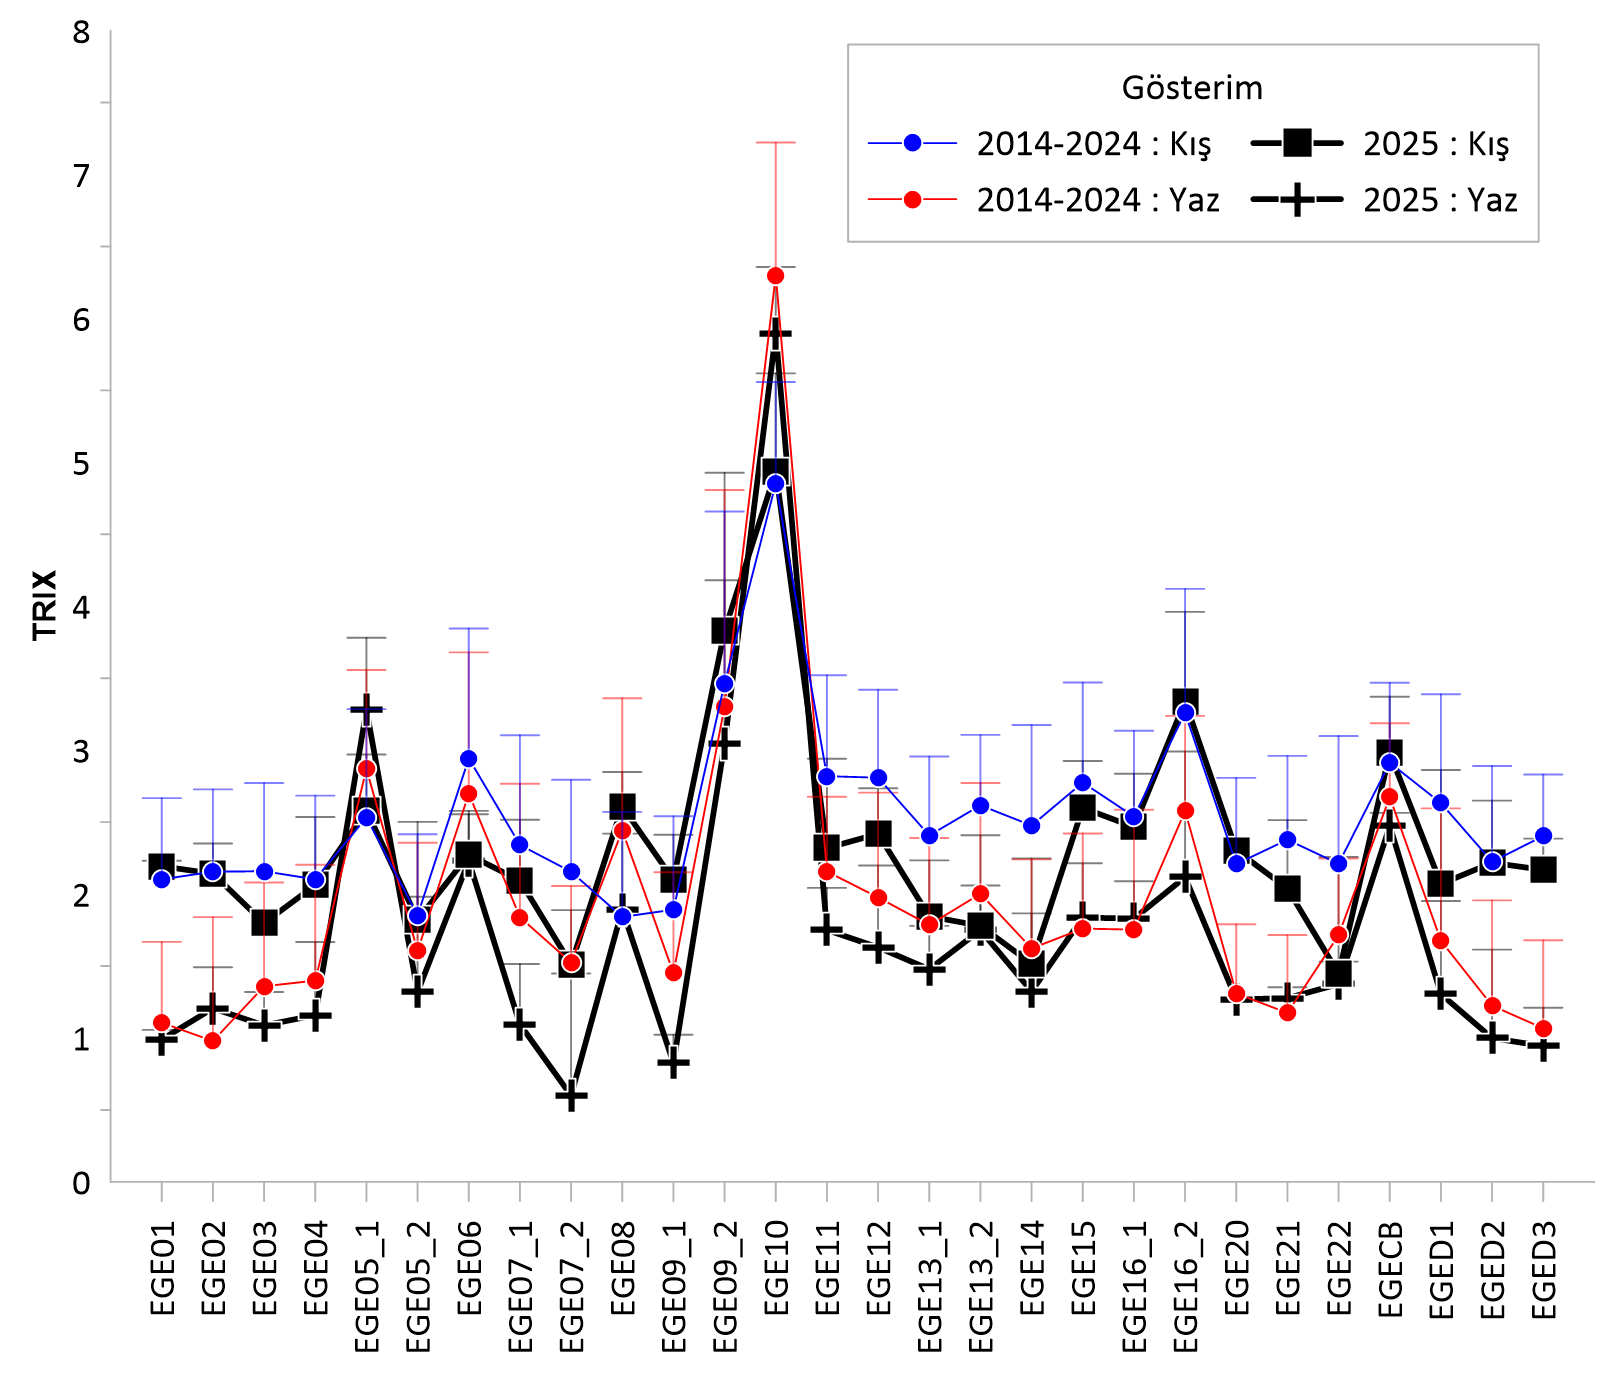 8
7
6
5
4
3
2
1
0
TRIX
Gösterim
2014-2024 : Kış
2025 : Kış
2014-2024 : Yaz
2025 : Yaz
EGE01
EGE02
EGE03
EGE04
EGE05_1
EGE05_2
EGE06
EGE07_1
EGE07_2
EGE08
EGE09_1
EGE09_2
EGE10
EGE11
EGE12
EGE13_1
EGE13_2
EGE14
EGE15
EGE16_1
EGE16_2
EGE20
EGE21
EGE22
EGECB
EGED1
EGED2
EGED3